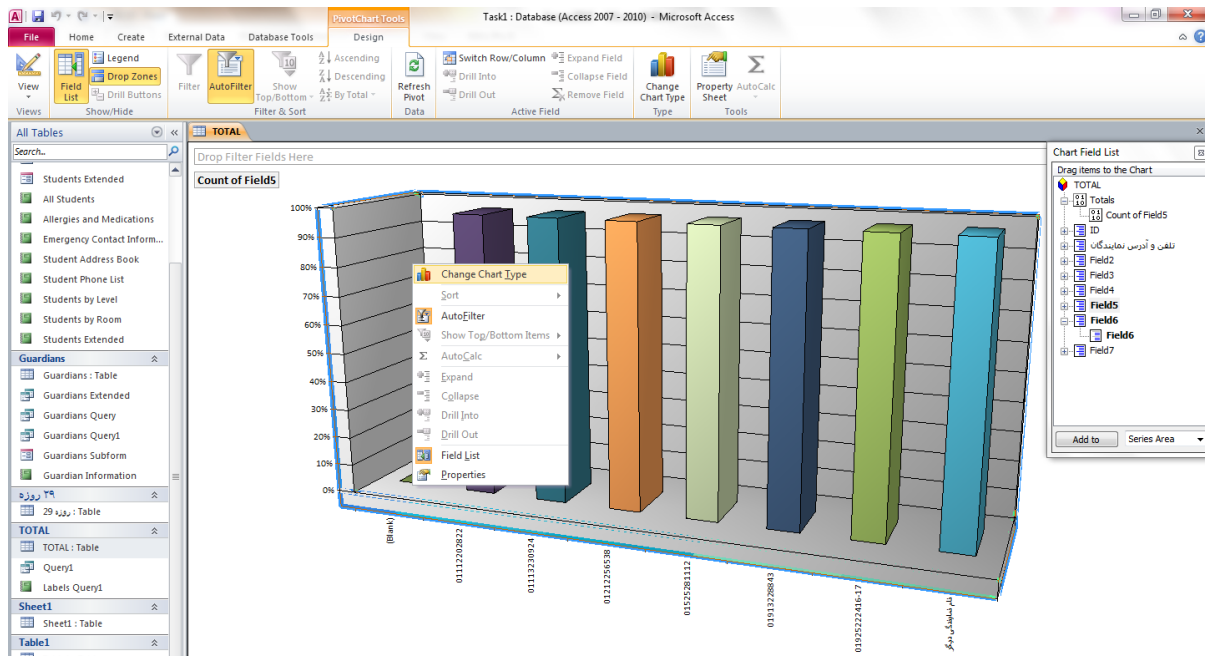 PivotChart Tools
Task1 : Database (Access 2007 - 2010) - Microsoft Access
File Home Create External Data Database Tools Design
View
Views
Field List
Legend
Drop Zones
Drill Buttons
Show/Hide
Filter
AutoFilter
Show Top/Bottom
Ascending
Descending
By Total
Filter & Sort
Refresh Pivot
Data
Switch Row/Column
Drill Into
Drill Out
Expand Field
Collapse Field
Remove Field
Active Field
Change Chart Type
Type
Property Sheet
AutoCalc
Tools
All Tables
Search...
Students Extended
All Students
Allergies and Medications
Emergency Contact Inform...
Student Address Book
Student Phone List
Students by Level
Students by Room
Students Extended
Guardians
Guardians : Table
Guardians Extended
Guardians Query
Guardians Query1
Guardians Subform
Guardian Information
۲۹ روزه
29 روزه : Table
TOTAL
TOTAL : Table
Query1
Labels Query1
Sheet1
Sheet1 : Table
Table1
TOTAL
Drop Filter Fields Here
Count of Field5
100%
90%
80%
70%
60%
50%
40%
30%
20%
10%
0%
(Blank)
01112202822
01113230924
01212256538
01525281112
01913228843
01925222416-17
نام نمایندگی دیگر
Change Chart Type
Sort
AutoFilter
Show Top/Bottom Items
AutoCalc
Expand
Collapse
Drill Into
Drill Out
Field List
Properties
Chart Field List
Drag items to the Chart
TOTAL
Totals
Count of Field5
ID
تلفن و آدرس نمایندگان
Field2
Field3
Field4
Field5
Field6
Field6
Field7
Add to
Series Area